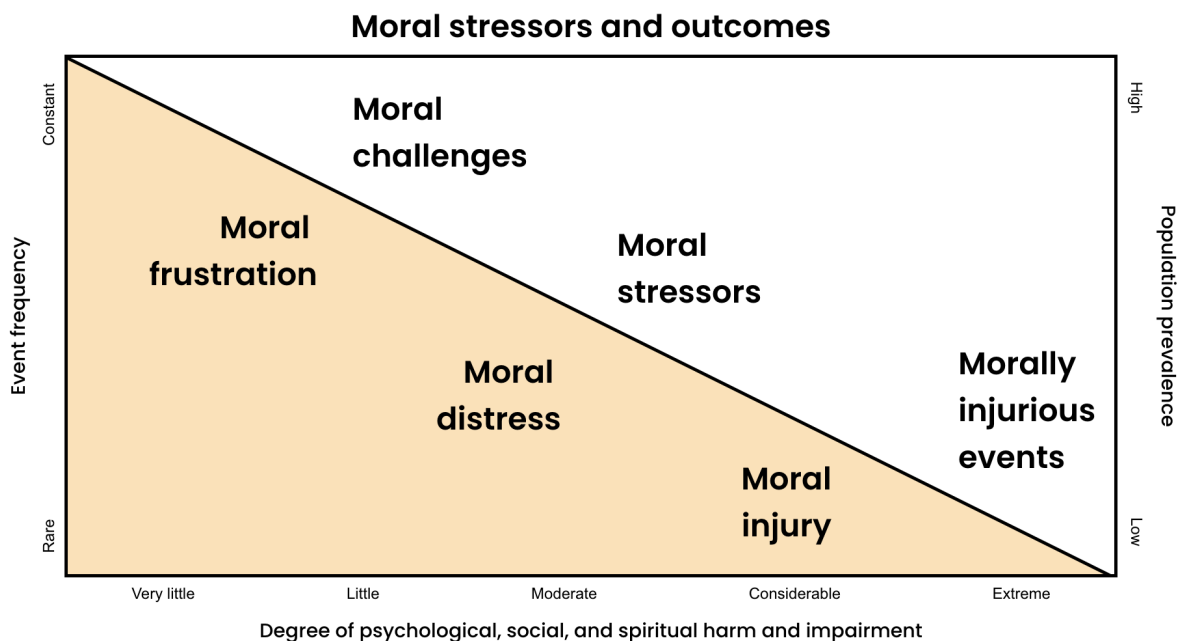 Moral stressors and outcomes
Constant
High
Moral
challenges
Moral
frustration
Moral
stressors
Event frequency
Population prevalence
Moral
distress
Morally
injurious
events
Moral
injury
Rare
Low
Very little
Little
Moderate
Considerable
Extreme
Degree of psychological, social, and spiritual harm and impairment